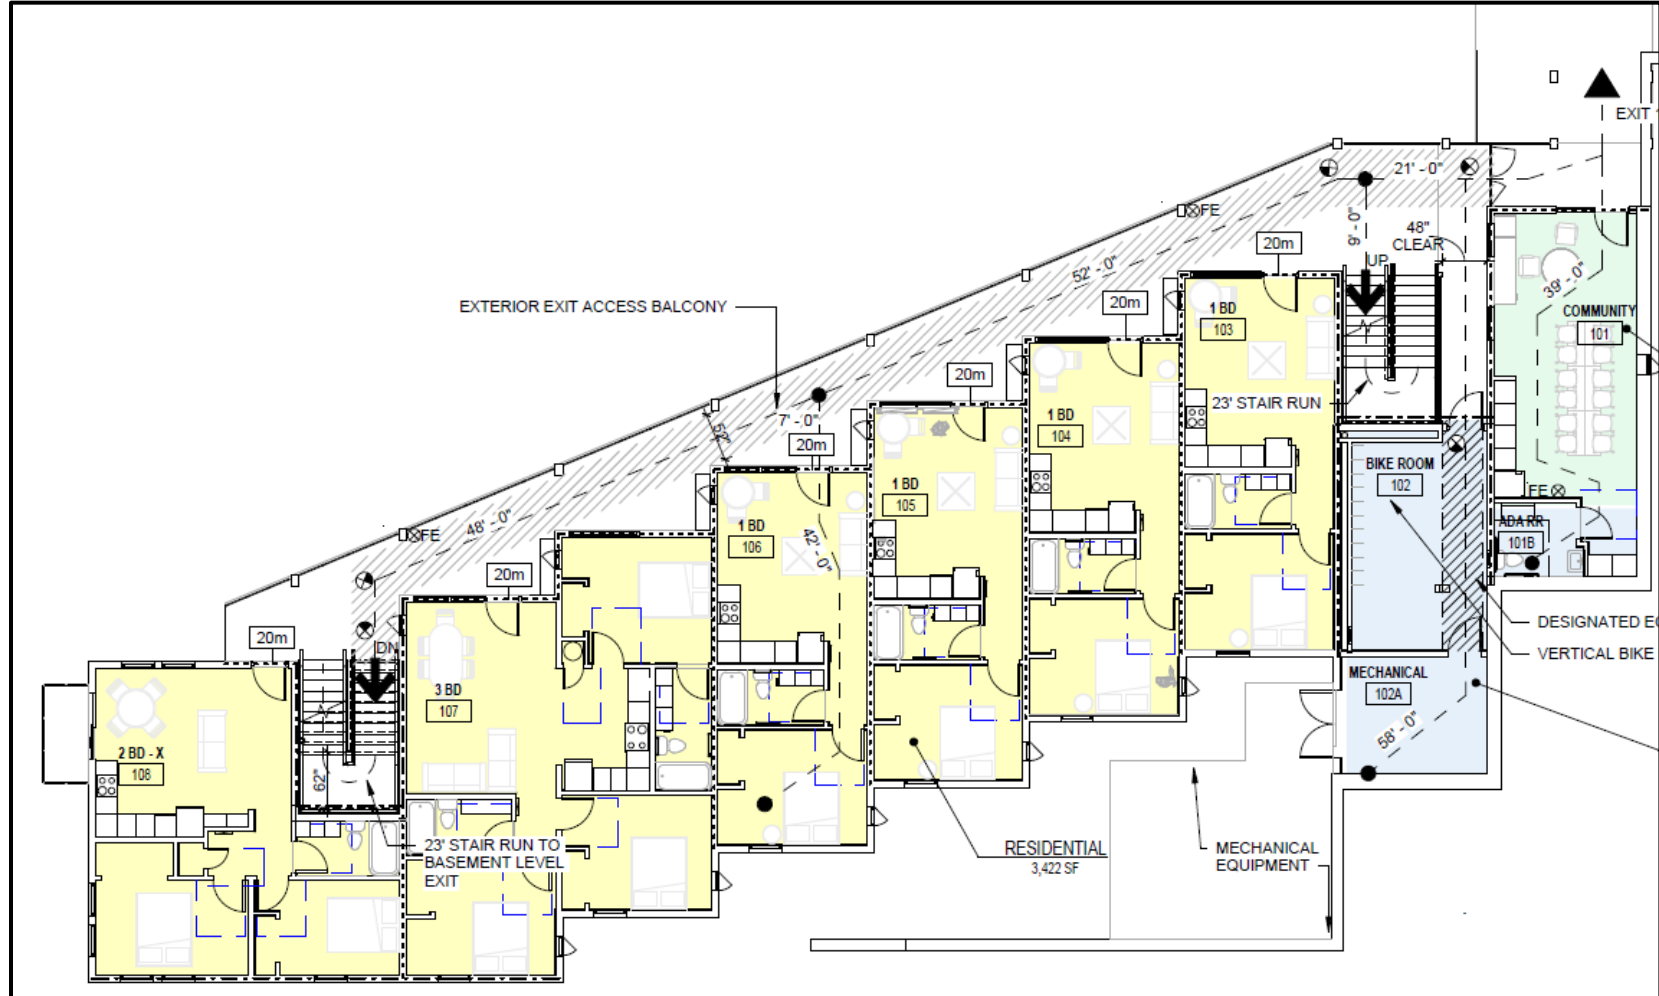 EXIT
21' - 0"
FE
9' - 0"
48"
CLEAR
20m
UP
52' - 0"
39' - 0"
20m
EXTERIOR EXIT ACCESS BALCONY
1 BD
103
COMMUNITY
101
20m
23' STAIR RUN
7' - 0"
52"
20m
1 BD
104
BIKE ROOM
102
FE
1 BD
105
48' - 0"
FE
1 BD
106
42' - 0"
ADA RR
101B
20m
DESIGNATED
20m
DN
VERTICAL BIKE
MECHANICAL
102A
3 BD
107
58' - 0"
2 BD - X
108
62"
23' STAIR RUN TO
BASEMENT LEVEL
EXIT
RESIDENTIAL
3,422 SF
MECHANICAL
EQUIPMENT